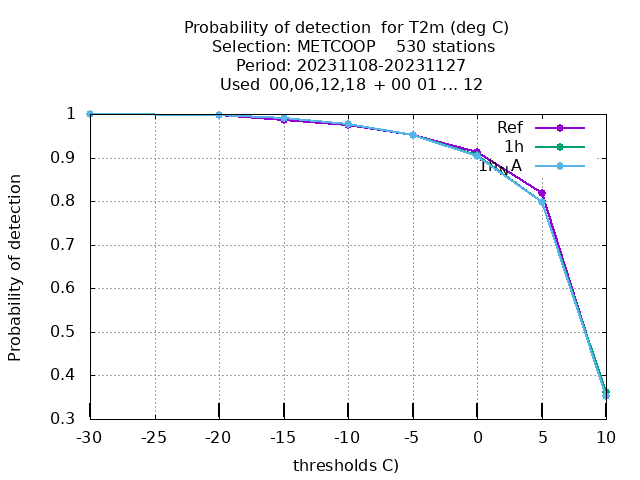 Probability of detection for T2m (deg C)
Selection: METCOOP 530 stations
Period: 20231108-20231127
Used 00,06,12,18 + 00 01 ... 12
Probability of detection
1
0.9
0.8
0.7
0.6
0.5
0.4
0.3
Ref
1h
1h_NA
-30
-25
-20
-15
-10
-5
0
5
10
thresholds C)